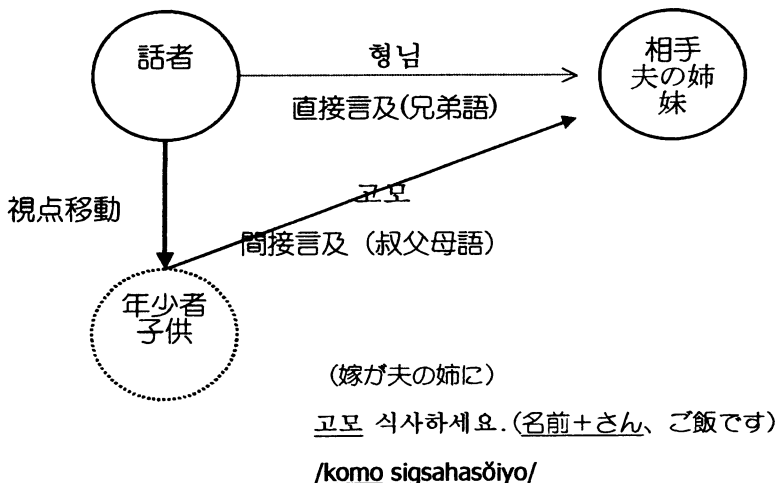 話者
형님
相手
夫の姉
妹
直接言及(兄弟語)
視点移動
고모
間接言及（叔父母語）
年少者
子供
（嫁が夫の姉に）
고모 식사하세요.(名前＋さん、ご飯です)
/komo sigsahasǒiyo/